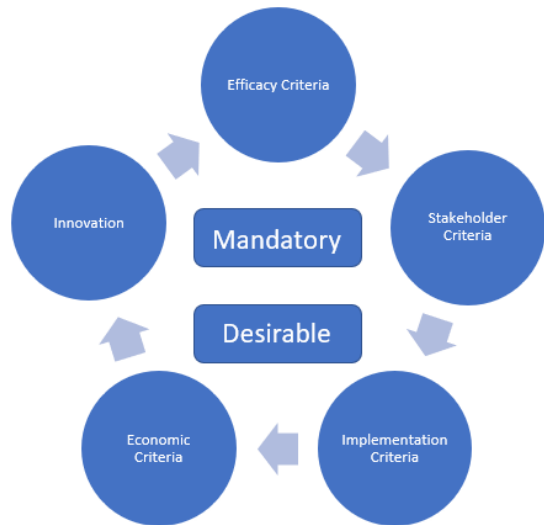 Efficacy Criteria
Innovation
Stakeholder
Criteria
Mandatory
Desirable
Economic
Criteria
Implementation
Criteria